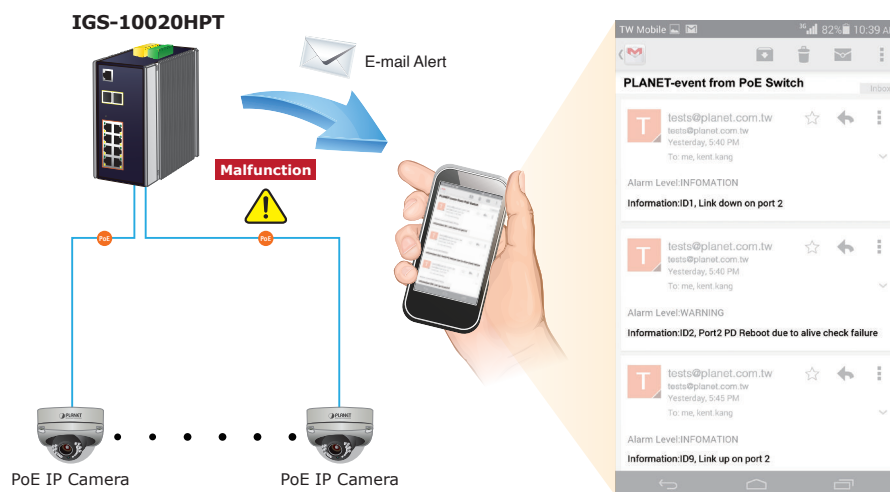 IGS-10020HPT
E-mail Alert
Malfunction
PoE
PoE
PLANET
PLANET
PoE IP Camera
PoE IP Camera
TW Mobile
3G 82% 10:39 A
PLANET-event from PoE Switch
Inbox
T
tests@planet.com.tw
tests@planet.com.tw
Yesterday, 5:40 PM
To: me, kent.kang
Alarm Level:INFOMATION
Information:ID1, Link down on port 2
T
tests@planet.com.tw
tests@planet.com.tw
Yesterday, 5:40 PM
To: me, kent.kang
Alarm Level:WARNING
Information:ID2, Port2 PD Reboot due to alive check failure
T
tests@planet.com.tw
tests@planet.com.tw
Yesterday, 5:45 PM
To: me, kent.kang
Alarm Level:INFOMATION
Information:ID9, Link up on port 2